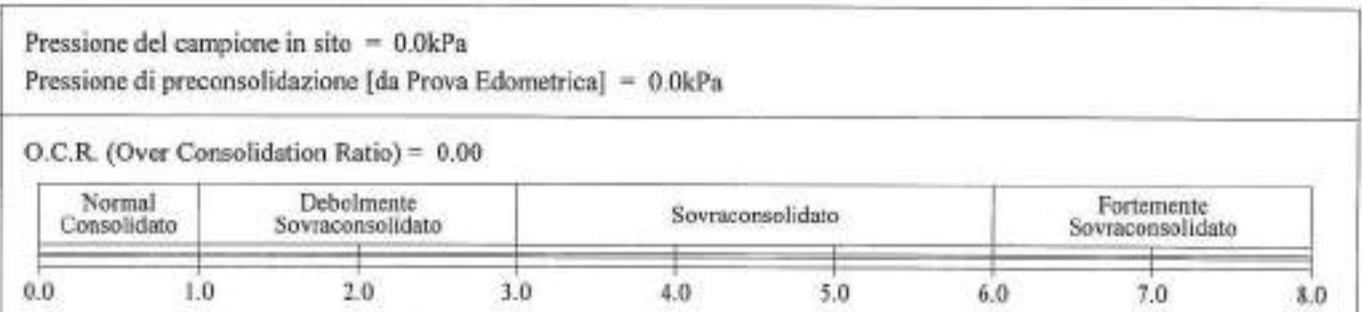 Pressione del campione in sito = 0.0kPa
Pressione di preconsolidazione [da Prova Edometrica] = 0.0kPa
O.C.R. (Over Consolidation Ratio) = 0.00
Normal Consolidato
Debolmente Sovraconsolidato
Sovraconsolidato
Fortemente Sovraconsolidato
0.0 1.0 2.0 3.0 4.0 5.0 6.0 7.0 8.0